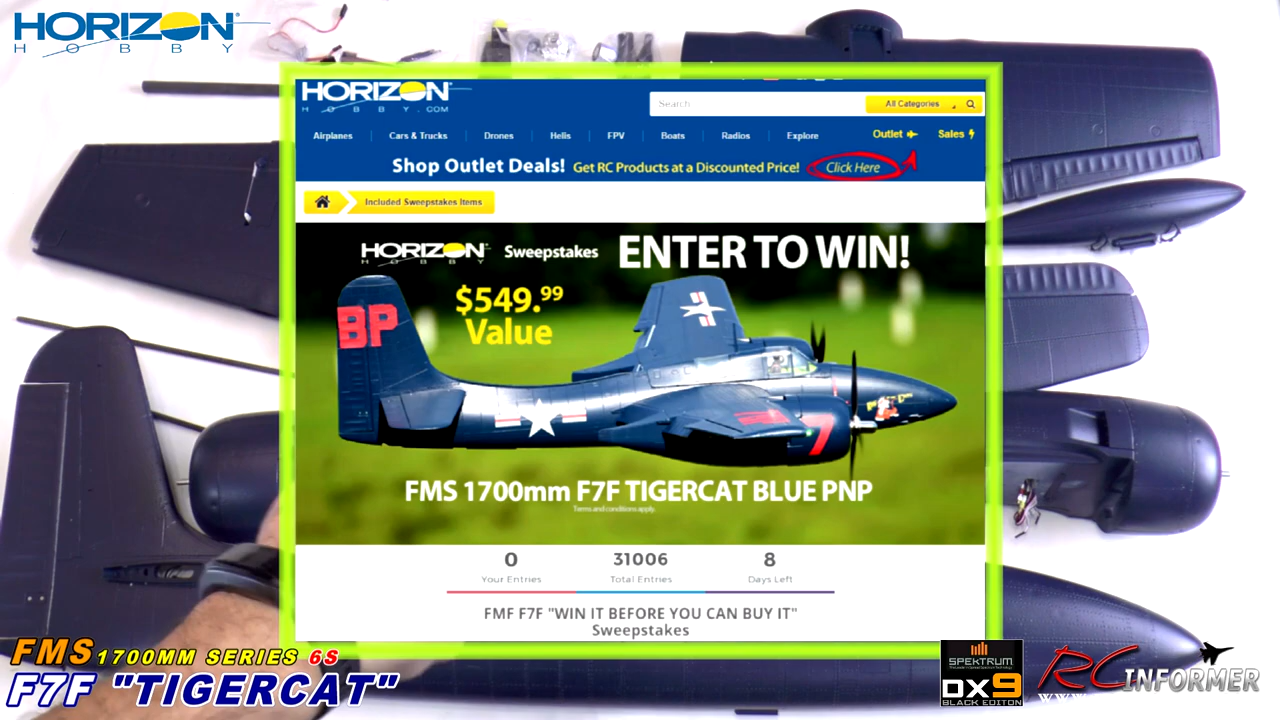 HORIZON
HOBBY
HORIZON
HOBBY.COM
Search
All Categories
Airplanes
Cars & Trucks
Drones
Helis
FPV
Boats
Radios
Explore
Outlet
Sales
Shop Outlet Deals! Get RC Products at a Discounted Price! Click Here
Included Sweepstakes Items
HORIZON
HOBBY
Sweepstakes
ENTER TO WIN!
$549.99
Value
BP
7
FMS 1700mm F7F TIGERCAT BLUE PNP
Terms and conditions apply.
0
31006
8
Your Entries
Total Entries
Days Left
FMF F7F "WIN IT BEFORE YOU CAN BUY IT"
Sweepstakes
FMS 1700MM SERIES 6S
F7F "TIGERCAT"
SPEKTRUM
DX9
BLACK EDITON
RC INFORMER